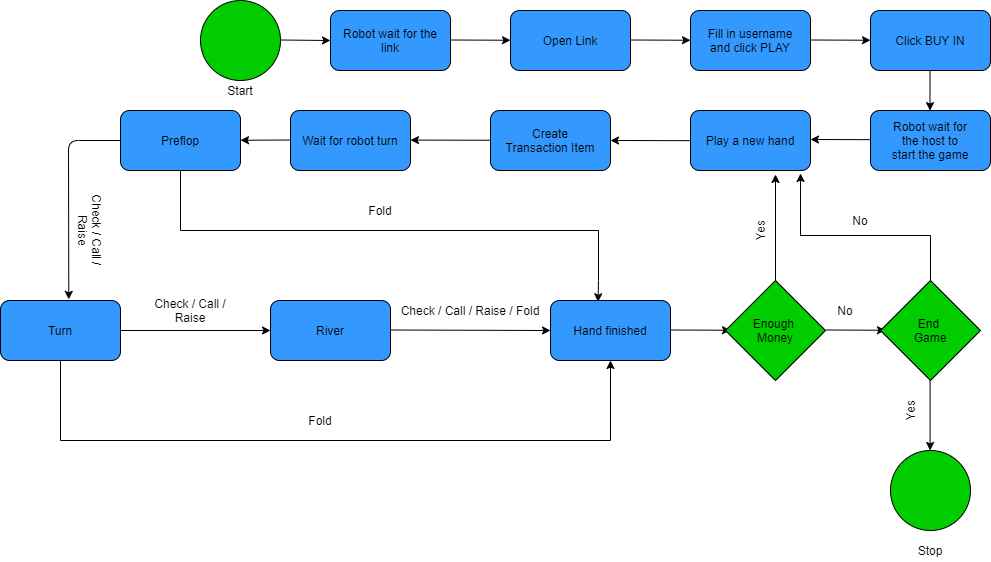 Robot wait for the
link
Open Link
Fill in username
and click PLAY
Click BUY IN
Start
Preflop
Wait for robot turn
Create
Transaction Item
Play a new hand
Robot wait for
the host to
start the game
Check / Call /
Raise
Fold
Yes
No
Turn
Check / Call /
Raise
River
Check / Call / Raise / Fold
Hand finished
Enough
Money
No
End
Game
Fold
Yes
Stop